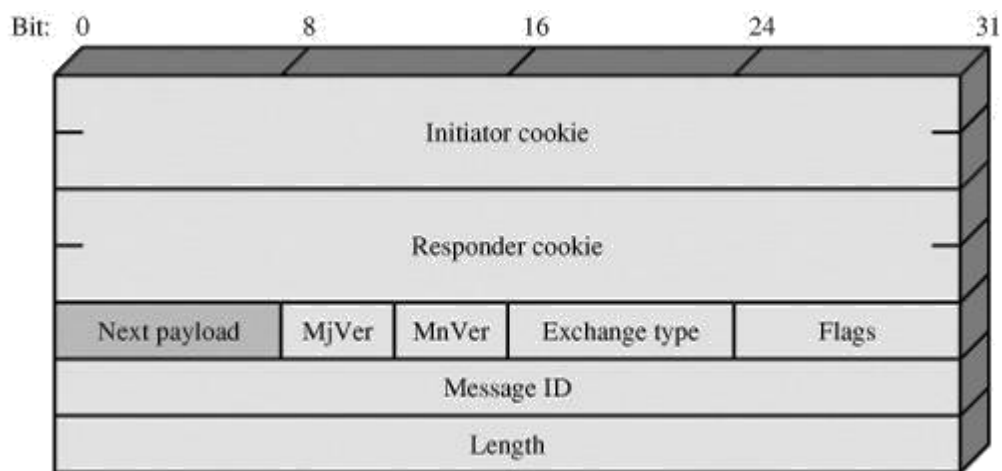 Bit: 0 8 16 24 31
Initiator cookie
Responder cookie
Next payload MjVer MnVer Exchange type Flags
Message ID
Length